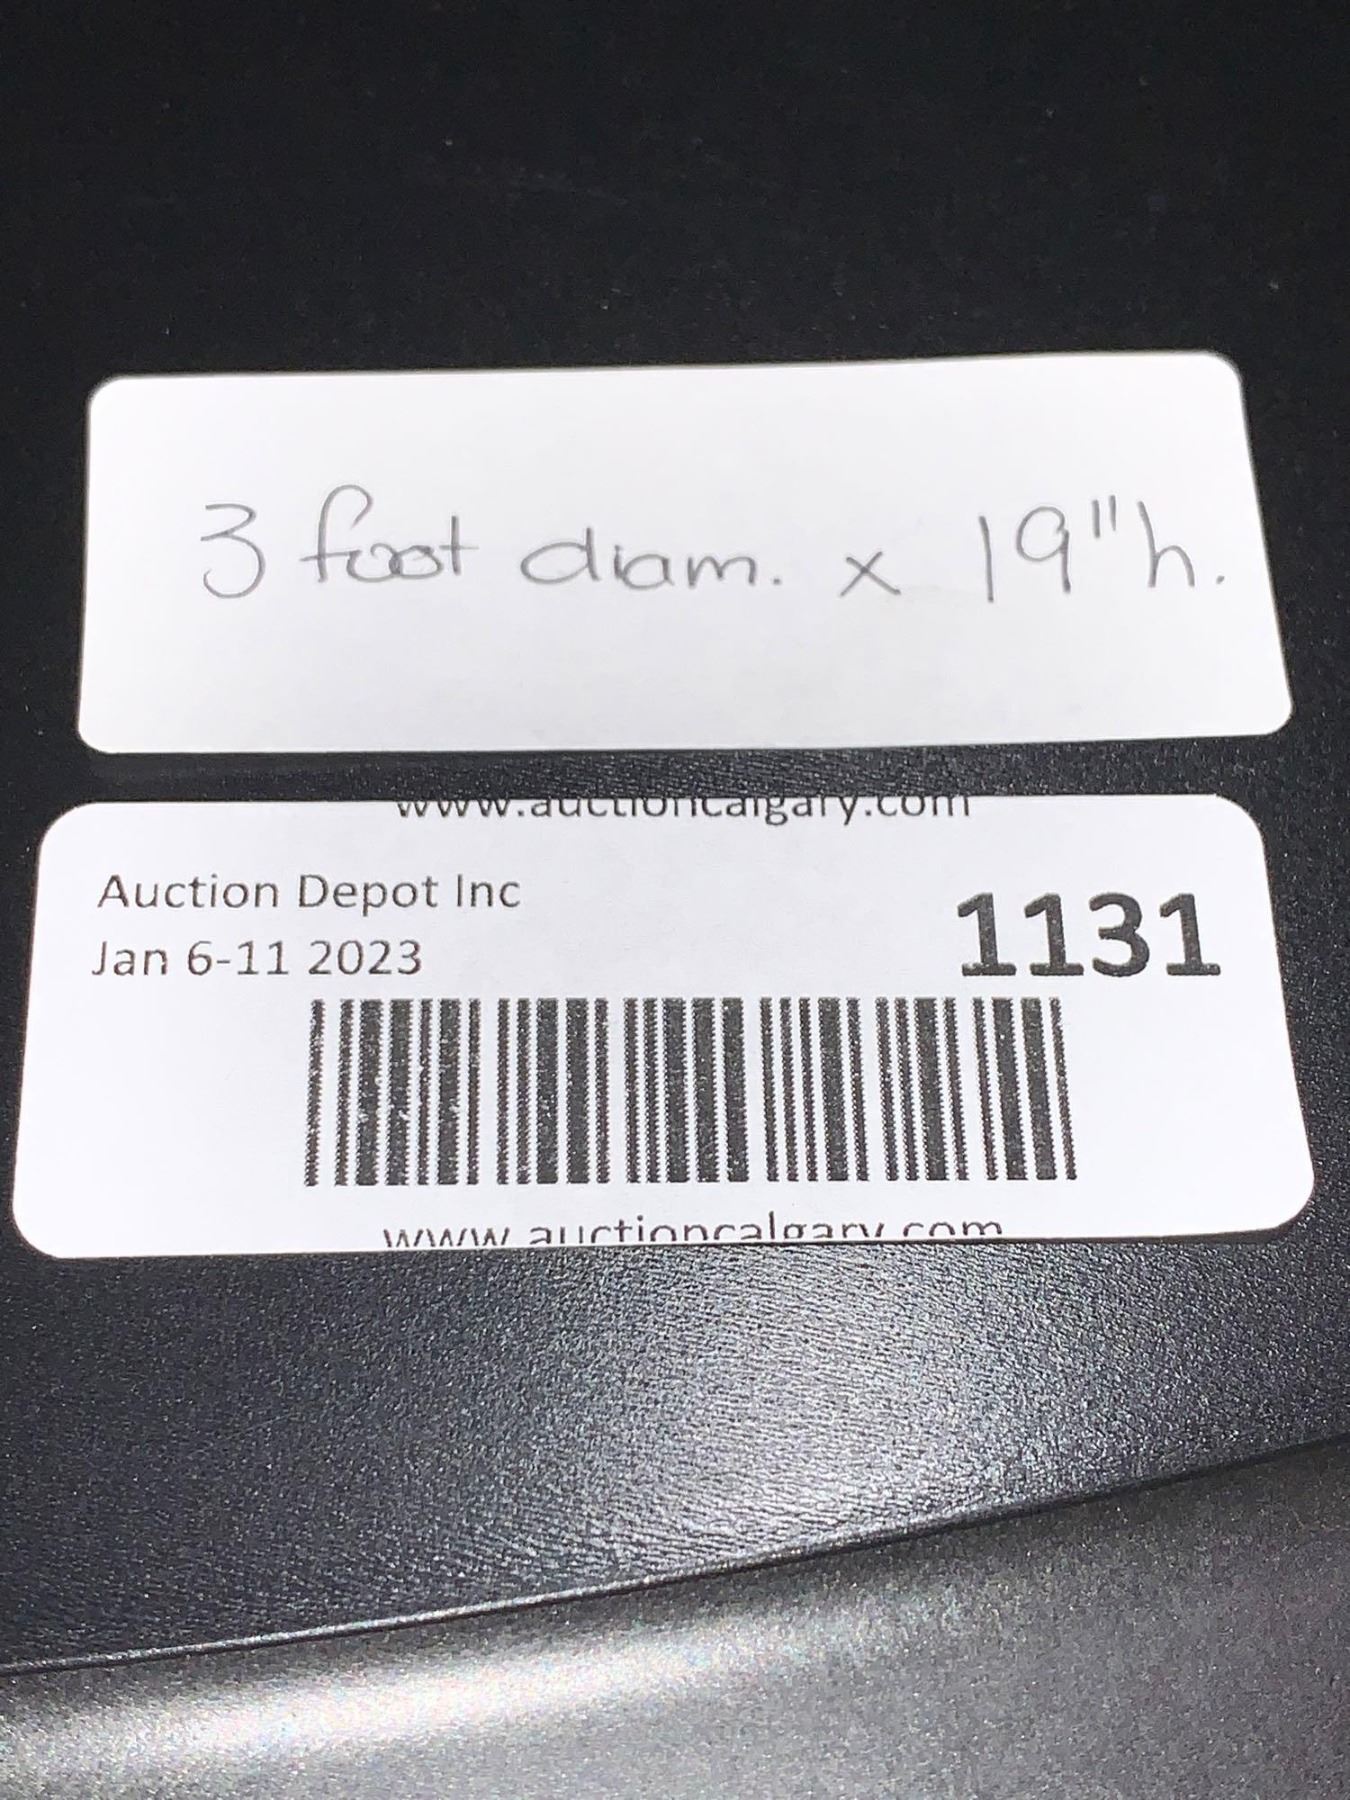 3 foot diam. x 19"h.
www.auctioncalgary.com
Auction Depot Inc
1131
Jan 6-11 2023
www.auctioncalgary.com